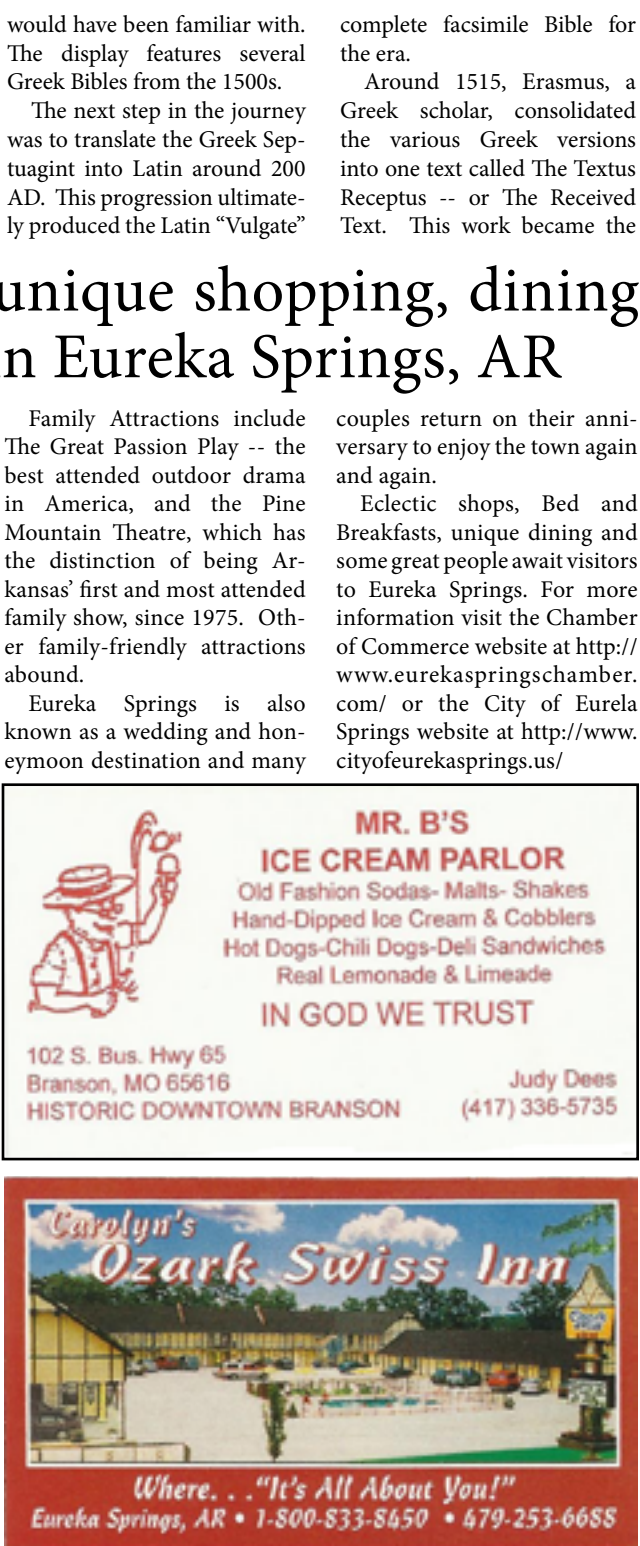 would have been familiar with.
The display features several
Greek Bibles from the 1500s.
The next step in the journey
was to translate the Greek Sep-
tuagint into Latin around 200
AD. This progression ultimate-
ly produced the Latin “Vulgate”
complete facsimile Bible for
the era.
Around 1515, Erasmus, a
Greek scholar, consolidated
the various Greek versions
into one text called The Textus
Receptus -- or The Received
Text. This work became the
unique shopping, dining
n Eureka Springs, AR
Family Attractions include
The Great Passion Play -- the
best attended outdoor drama
in America, and the Pine
Mountain Theatre, which has
the distinction of being Ar-
kansas’ first and most attended
family show, since 1975. Oth-
er family-friendly attractions
abound.
Eureka Springs is also
known as a wedding and hon-
eymoon destination and many
couples return on their anni-
versary to enjoy the town again
and again.
Eclectic shops, Bed and
Breakfasts, unique dining and
some great people await visitors
to Eureka Springs. For more
information visit the Chamber
of Commerce website at http://
www.eurekaspringschamber.
com/ or the City of Eurela
Springs website at http://www.
cityofeurekasprings.us/
MR. B'S
ICE CREAM PARLOR
Old Fashion Sodas- Malts- Shakes
Hand-Dipped Ice Cream & Cobblers
Hot Dogs-Chili Dogs-Deli Sandwiches
Real Lemonade & Limeade
IN GOD WE TRUST
102 S. Bus. Hwy 65
Branson, MO 65616
HISTORIC DOWNTOWN BRANSON
Judy Dees
(417) 336-5735
Carolyn's
Ozark Swiss Inn
Where. . .“It's All About You!”
Eureka Springs, AR • 1-800-833-8450 • 479-253-6688